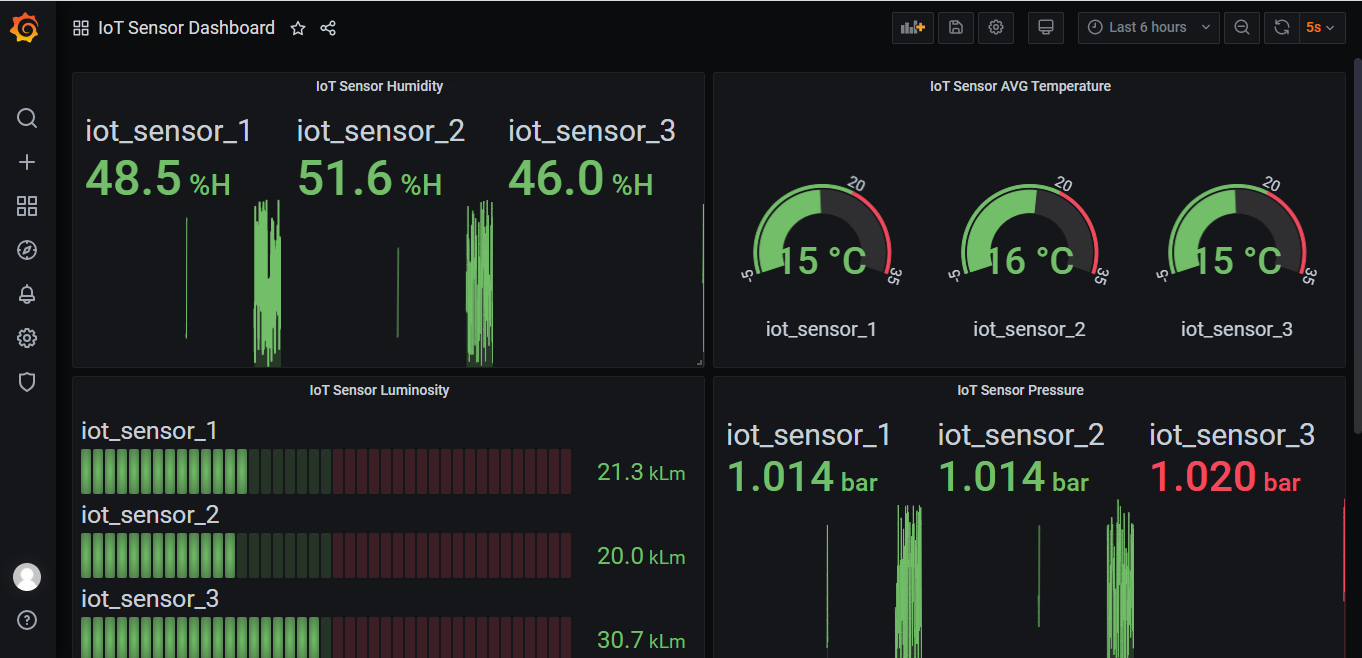 IoT Sensor Dashboard
Last 6 hours
5s
IoT Sensor Humidity
iot_sensor_1 iot_sensor_2 iot_sensor_3
48.5 %H 51.6 %H 46.0 %H
IoT Sensor AVG Temperature
20 20 20
15 °C 16 °C 15 °C
-5 35 -5 35 -5 35
iot_sensor_1 iot_sensor_2 iot_sensor_3
IoT Sensor Luminosity
iot_sensor_1
21.3 kLm
iot_sensor_2
20.0 kLm
iot_sensor_3
30.7 kLm
IoT Sensor Pressure
iot_sensor_1 iot_sensor_2 iot_sensor_3
1.014 bar 1.014 bar 1.020 bar